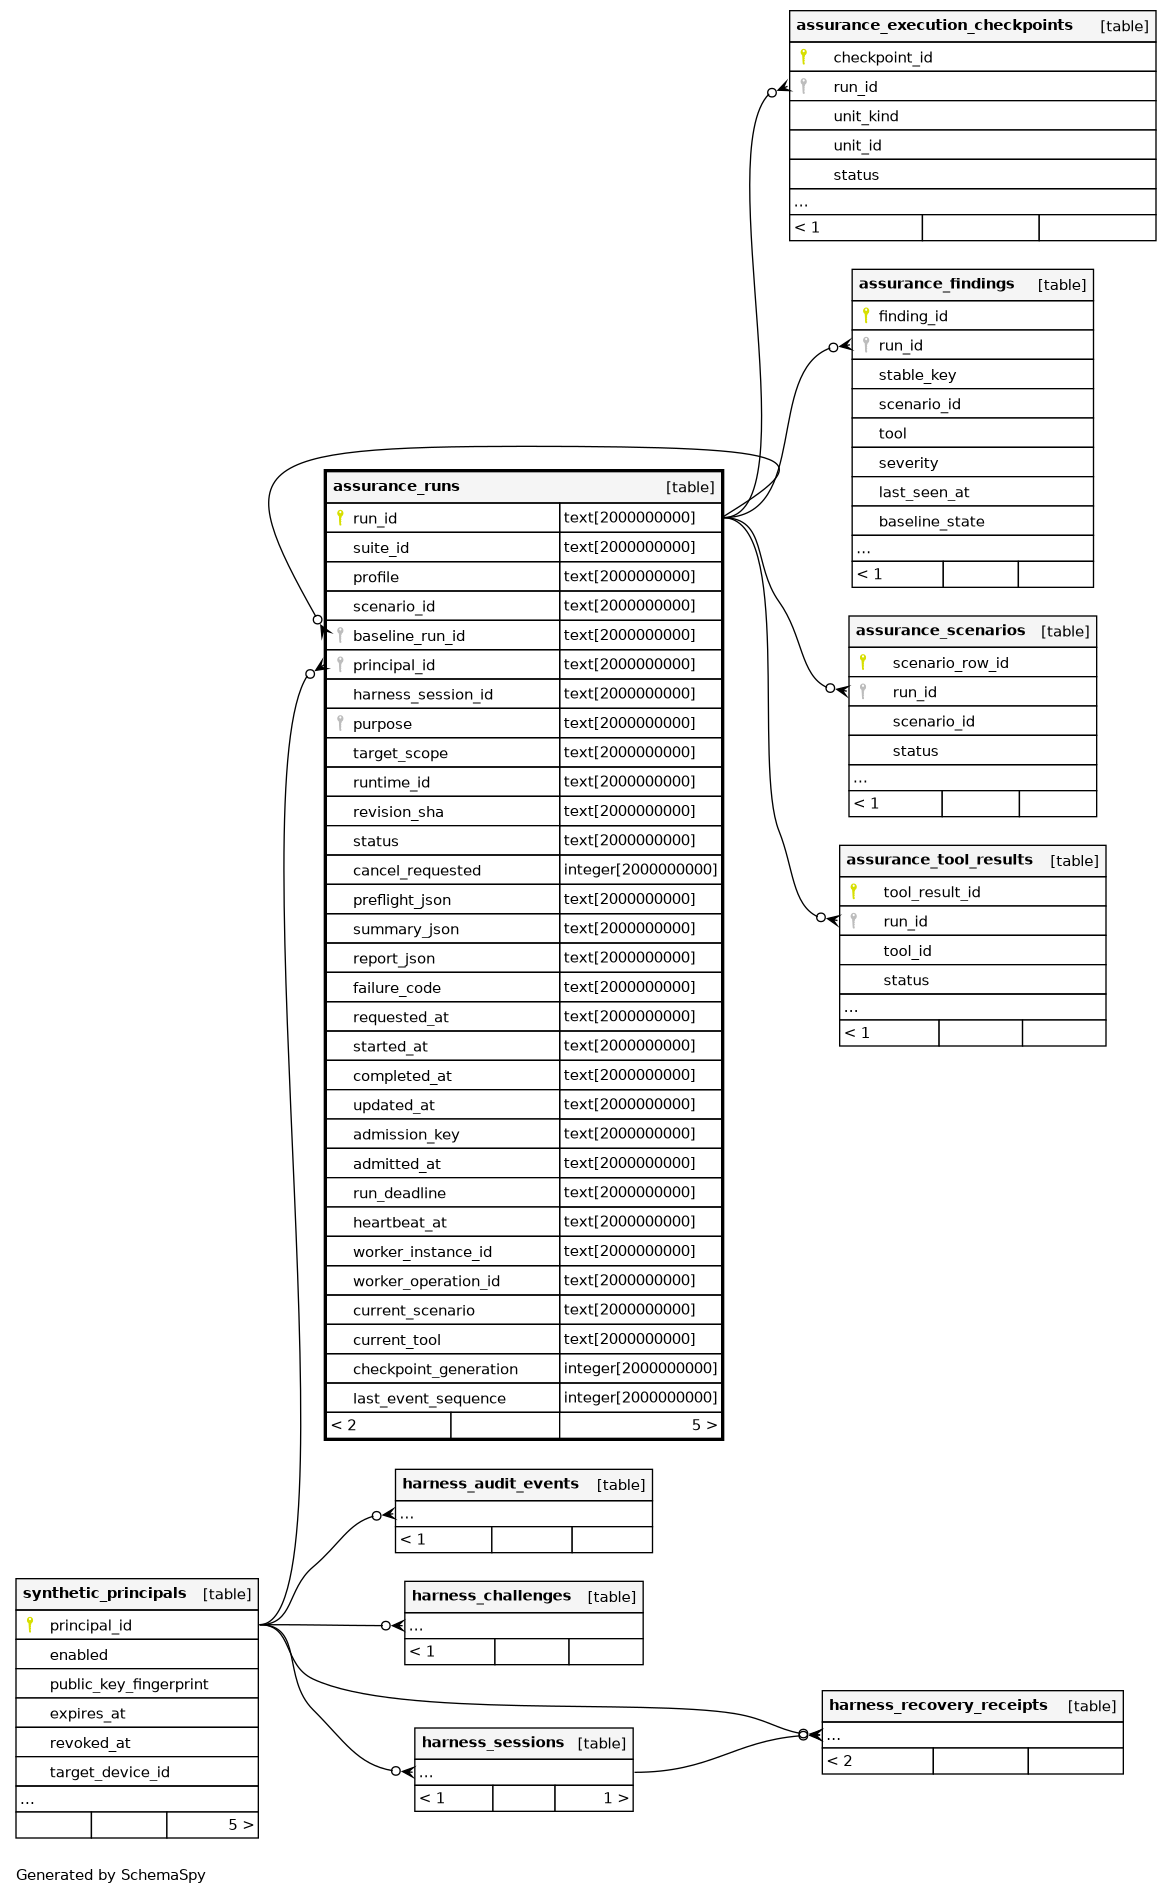 assurance_execution_checkpoints [table]
checkpoint_id
run_id
unit_kind
unit_id
status
...
< 1
assurance_findings [table]
finding_id
run_id
stable_key
scenario_id
tool
severity
last_seen_at
baseline_state
...
< 1
assurance_runs [table]
run_id text[2000000000]
suite_id text[2000000000]
profile text[2000000000]
scenario_id text[2000000000]
baseline_run_id text[2000000000]
principal_id text[2000000000]
harness_session_id text[2000000000]
purpose text[2000000000]
target_scope text[2000000000]
runtime_id text[2000000000]
revision_sha text[2000000000]
status text[2000000000]
cancel_requested integer[2000000000]
preflight_json text[2000000000]
summary_json text[2000000000]
report_json text[2000000000]
failure_code text[2000000000]
requested_at text[2000000000]
started_at text[2000000000]
completed_at text[2000000000]
updated_at text[2000000000]
admission_key text[2000000000]
admitted_at text[2000000000]
run_deadline text[2000000000]
heartbeat_at text[2000000000]
worker_instance_id text[2000000000]
worker_operation_id text[2000000000]
current_scenario text[2000000000]
current_tool text[2000000000]
checkpoint_generation integer[2000000000]
last_event_sequence integer[2000000000]
< 2 5 >
assurance_scenarios [table]
scenario_row_id
run_id
scenario_id
status
...
< 1
assurance_tool_results [table]
tool_result_id
run_id
tool_id
status
...
< 1
harness_audit_events [table]
...
< 1
synthetic_principals [table]
principal_id
enabled
public_key_fingerprint
expires_at
revoked_at
target_device_id
...
5 >
harness_challenges [table]
...
< 1
harness_recovery_receipts [table]
...
< 2
harness_sessions [table]
...
< 1 1 >
Generated by SchemaSpy